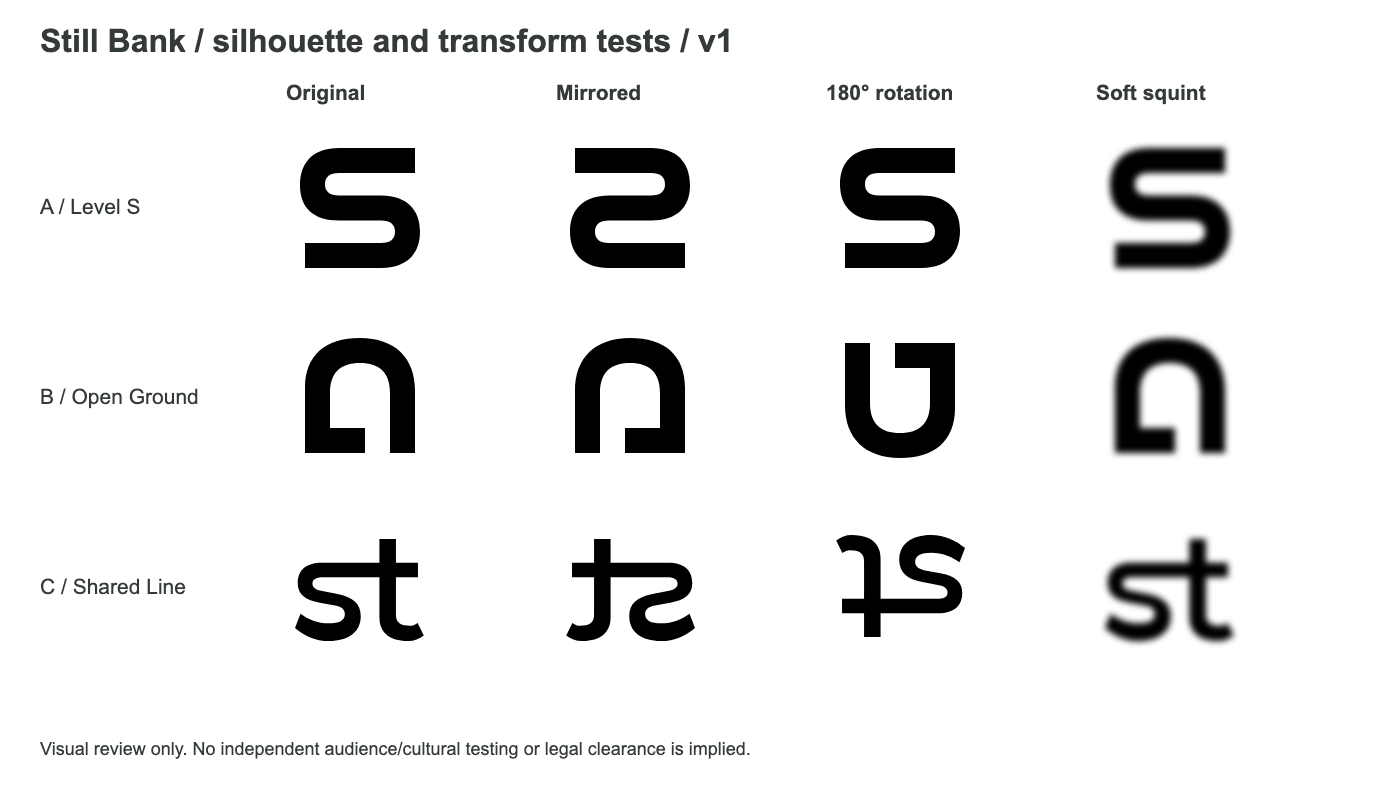 Still Bank / silhouette and transform tests / v1
Original Mirrored 180° rotation Soft squint
A / Level S
B / Open Ground
C / Shared Line
Visual review only. No independent audience/cultural testing or legal clearance is implied.